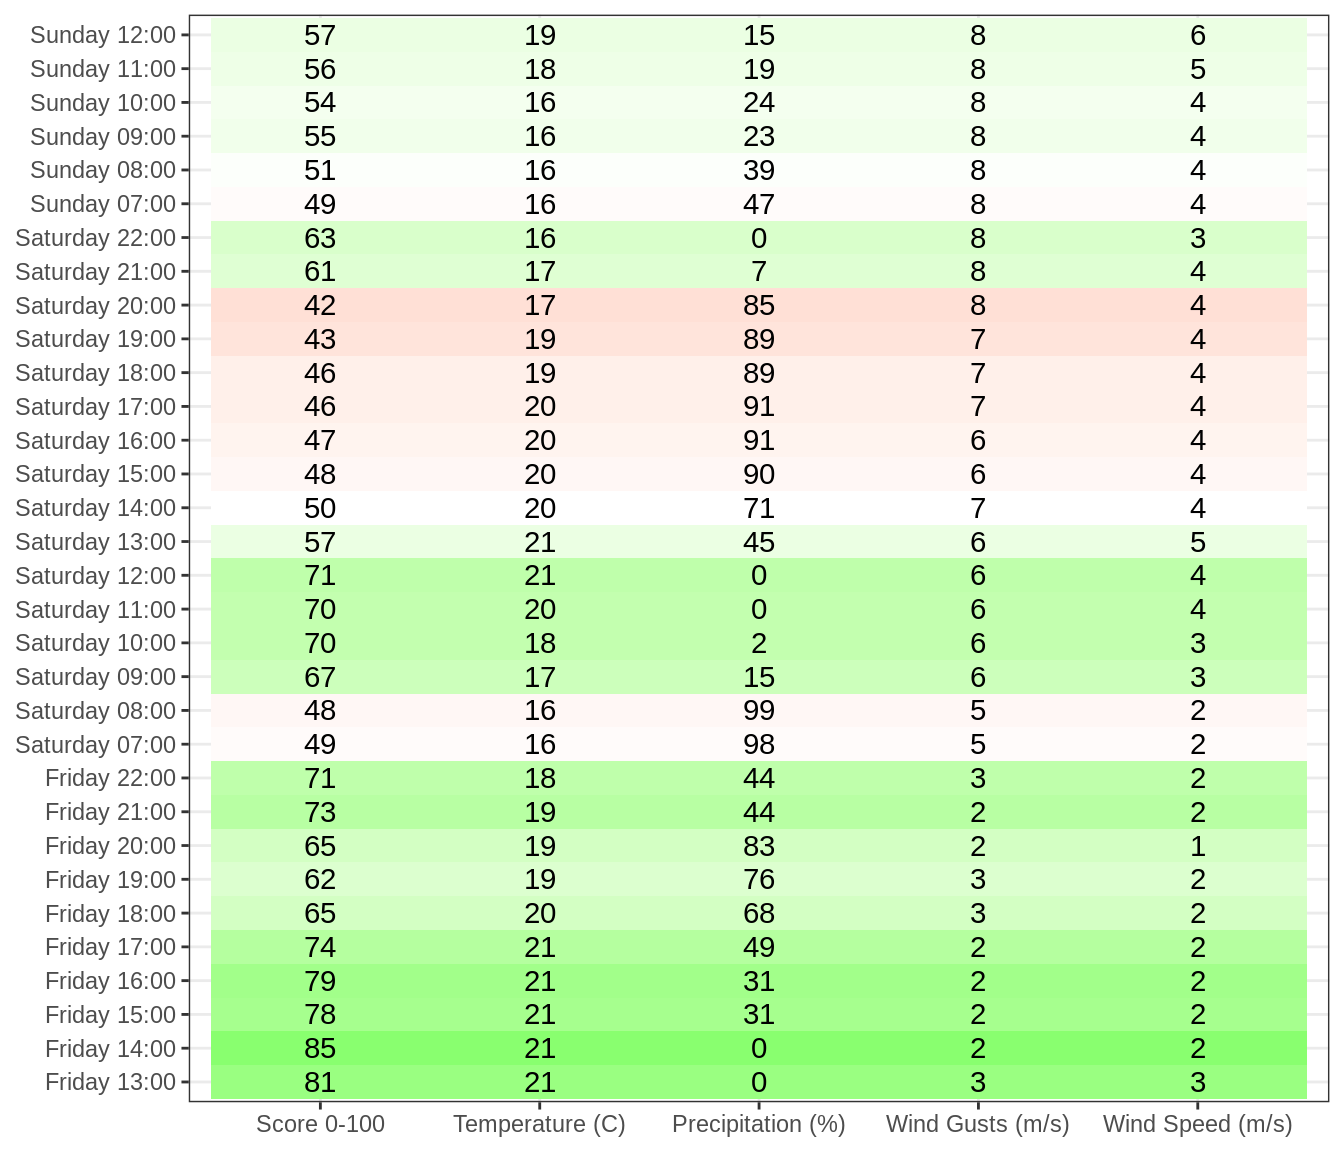 Sunday 12:00 57 19 15 8 6
Sunday 11:00 56 18 19 8 5
Sunday 10:00 54 16 24 8 4
Sunday 09:00 55 16 23 8 4
Sunday 08:00 51 16 39 8 4
Sunday 07:00 49 16 47 8 4
Saturday 22:00 63 16 0 8 3
Saturday 21:00 61 17 7 8 4
Saturday 20:00 42 17 85 8 4
Saturday 19:00 43 19 89 7 4
Saturday 18:00 46 19 89 7 4
Saturday 17:00 46 20 91 7 4
Saturday 16:00 47 20 91 6 4
Saturday 15:00 48 20 90 6 4
Saturday 14:00 50 20 71 7 4
Saturday 13:00 57 21 45 6 5
Saturday 12:00 71 21 0 6 4
Saturday 11:00 70 20 0 6 4
Saturday 10:00 70 18 2 6 3
Saturday 09:00 67 17 15 6 3
Saturday 08:00 48 16 99 5 2
Saturday 07:00 49 16 98 5 2
Friday 22:00 71 18 44 3 2
Friday 21:00 73 19 44 2 2
Friday 20:00 65 19 83 2 1
Friday 19:00 62 19 76 3 2
Friday 18:00 65 20 68 3 2
Friday 17:00 74 21 49 2 2
Friday 16:00 79 21 31 2 2
Friday 15:00 78 21 31 2 2
Friday 14:00 85 21 0 2 2
Friday 13:00 81 21 0 3 3
Score 0-100 Temperature (C) Precipitation (%) Wind Gusts (m/s) Wind Speed (m/s)